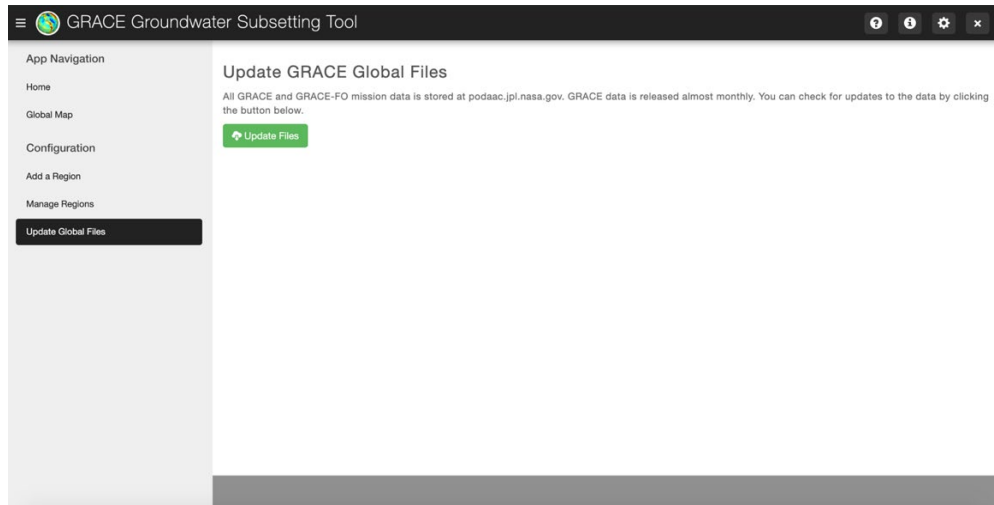 GRACE Groundwater Subsetting Tool
App Navigation
Home
Global Map
Configuration
Add a Region
Manage Regions
Update Global Files
Update GRACE Global Files
All GRACE and GRACE-FO mission data is stored at podaac.jpl.nasa.gov. GRACE data is released almost monthly. You can check for updates to the data by clicking
the button below.
Update Files